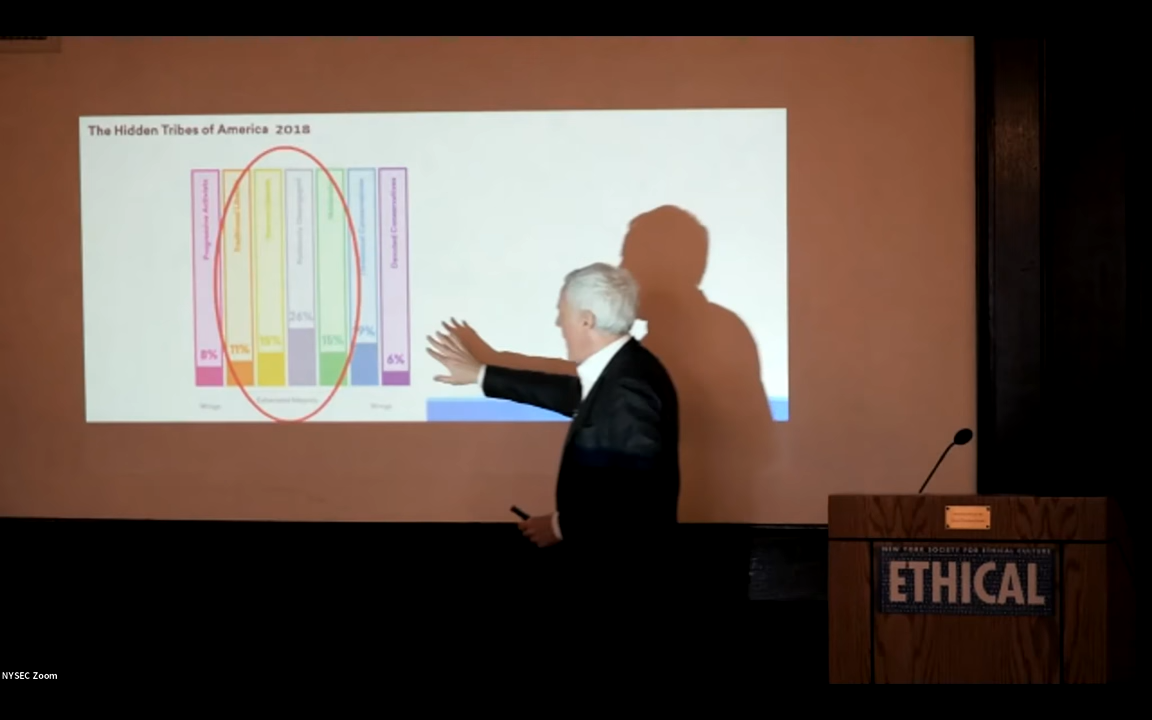 The Hidden Tribes of America 2018
Progressive Activists
Devoted Conservatives
8%
11%
15%
26%
15%
19%
6%
Wings
Exhausted Majority
Wings
NEW YORK SOCIETY FOR ETHICAL CULTURE
ETHICAL
NYSEC Zoom